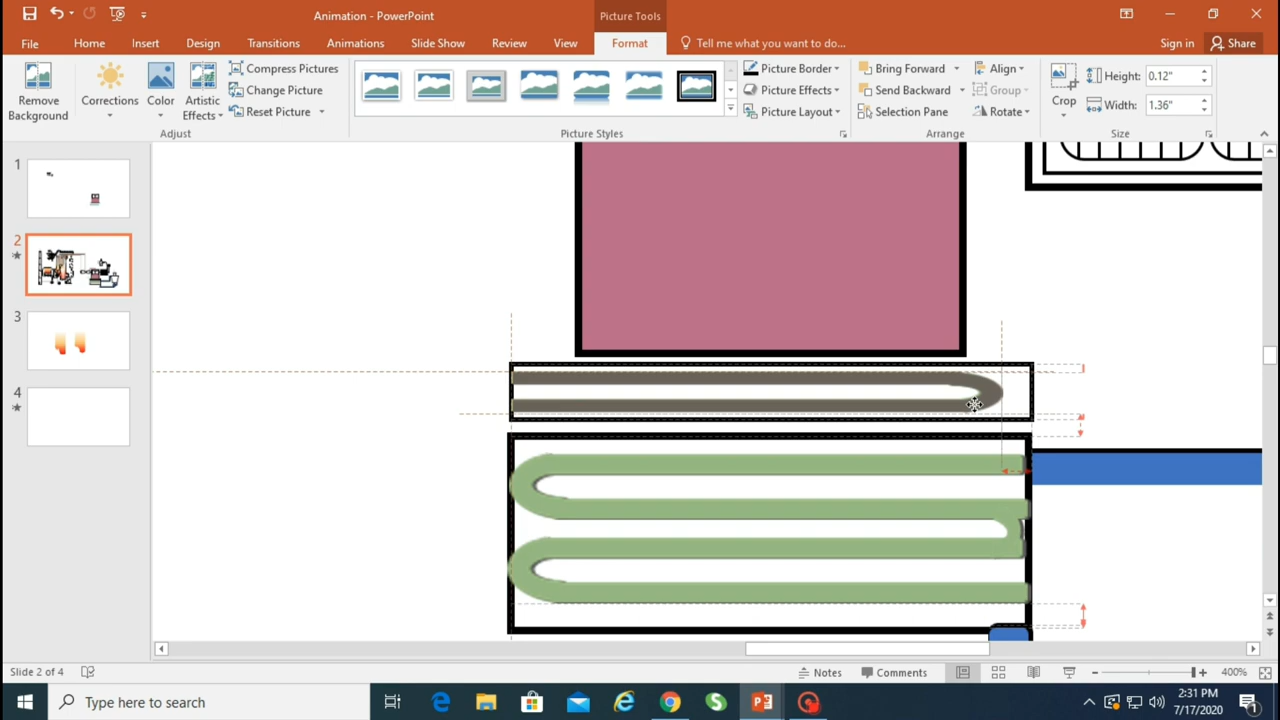 Animation - PowerPoint
Picture Tools
File
Home
Insert
Design
Transitions
Animations
Slide Show
Review
View
Format
Tell me what you want to do...
Sign in
Share
Remove
Background
Corrections
Color
Artistic
Effects
Compress Pictures
Change Picture
Reset Picture
Adjust
Picture Styles
Picture Border
Picture Effects
Picture Layout
Bring Forward
Send Backward
Selection Pane
Align
Group
Rotate
Arrange
Crop
Height: 0.12"
Width: 1.36"
Size
1
2
3
4
Slide 2 of 4
Notes
Comments
400%
Type here to search
2:31 PM
7/17/2020
1